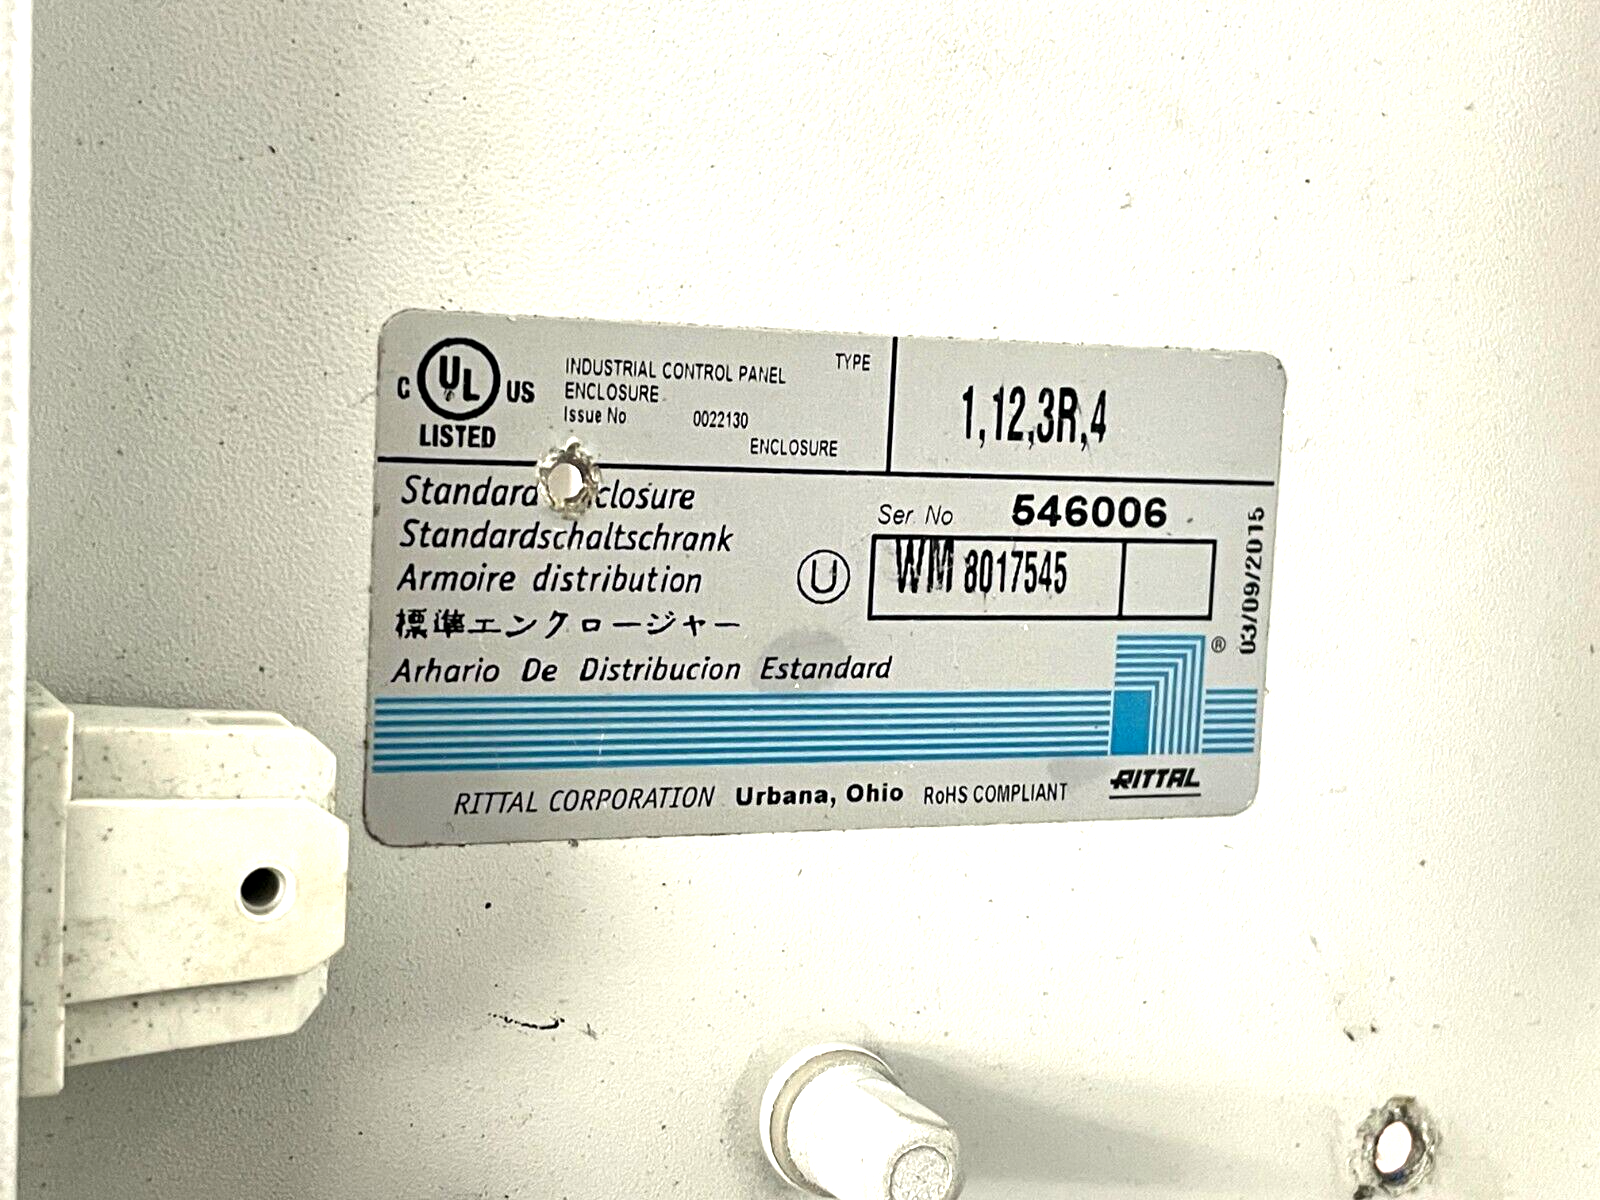 C UL US
LISTED
INDUSTRIAL CONTROL PANEL
ENCLOSURE
Issue No 0022130
TYPE
ENCLOSURE
1,12,3R,4
Standard closure
Standardschaltschrank
Armoire distribution
標準エンクロージャー
Arhario De Distribucion Estandard
Ser. No 546006
U WM 8017545
03/09/2015
®
RITTAL
RITTAL CORPORATION Urbana, Ohio RoHS COMPLIANT